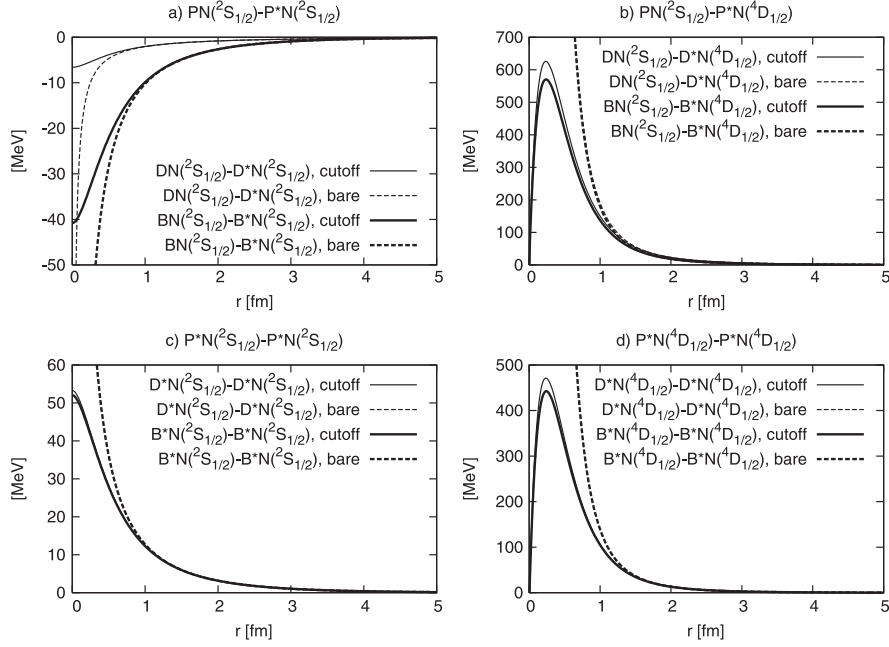 a) PN(²S₁/₂)-P*N(²S₁/₂)
[MeV]
0
-10
-20
-30
-40
-50
DN(²S₁/₂)-D*N(²S₁/₂), cutoff
DN(²S₁/₂)-D*N(²S₁/₂), bare
BN(²S₁/₂)-B*N(²S₁/₂), cutoff
BN(²S₁/₂)-B*N(²S₁/₂), bare
0 1 2 3 4 5
r [fm]
b) PN(²S₁/₂)-P*N(⁴D₁/₂)
[MeV]
700
600
500
400
300
200
100
0
DN(²S₁/₂)-D*N(⁴D₁/₂), cutoff
DN(²S₁/₂)-D*N(⁴D₁/₂), bare
BN(²S₁/₂)-B*N(⁴D₁/₂), cutoff
BN(²S₁/₂)-B*N(⁴D₁/₂), bare
0 1 2 3 4 5
r [fm]
c) P*N(²S₁/₂)-P*N(²S₁/₂)
[MeV]
60
50
40
30
20
10
0
D*N(²S₁/₂)-D*N(²S₁/₂), cutoff
D*N(²S₁/₂)-D*N(²S₁/₂), bare
B*N(²S₁/₂)-B*N(²S₁/₂), cutoff
B*N(²S₁/₂)-B*N(²S₁/₂), bare
0 1 2 3 4 5
r [fm]
d) P*N(⁴D₁/₂)-P*N(⁴D₁/₂)
[MeV]
500
400
300
200
100
0
D*N(⁴D₁/₂)-D*N(⁴D₁/₂), cutoff
D*N(⁴D₁/₂)-D*N(⁴D₁/₂), bare
B*N(⁴D₁/₂)-B*N(⁴D₁/₂), cutoff
B*N(⁴D₁/₂)-B*N(⁴D₁/₂), bare
0 1 2 3 4 5
r [fm]